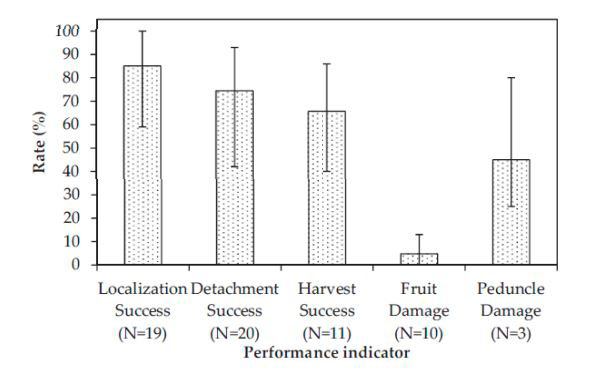 100
90
80
70
60
50
40
30
20
10
0
Rate (%)
Localization Detachment Harvest Fruit Peduncle
Success Success Success Damage Damage
(N=19) (N=20) (N=11) (N=10) (N=3)
Performance indicator